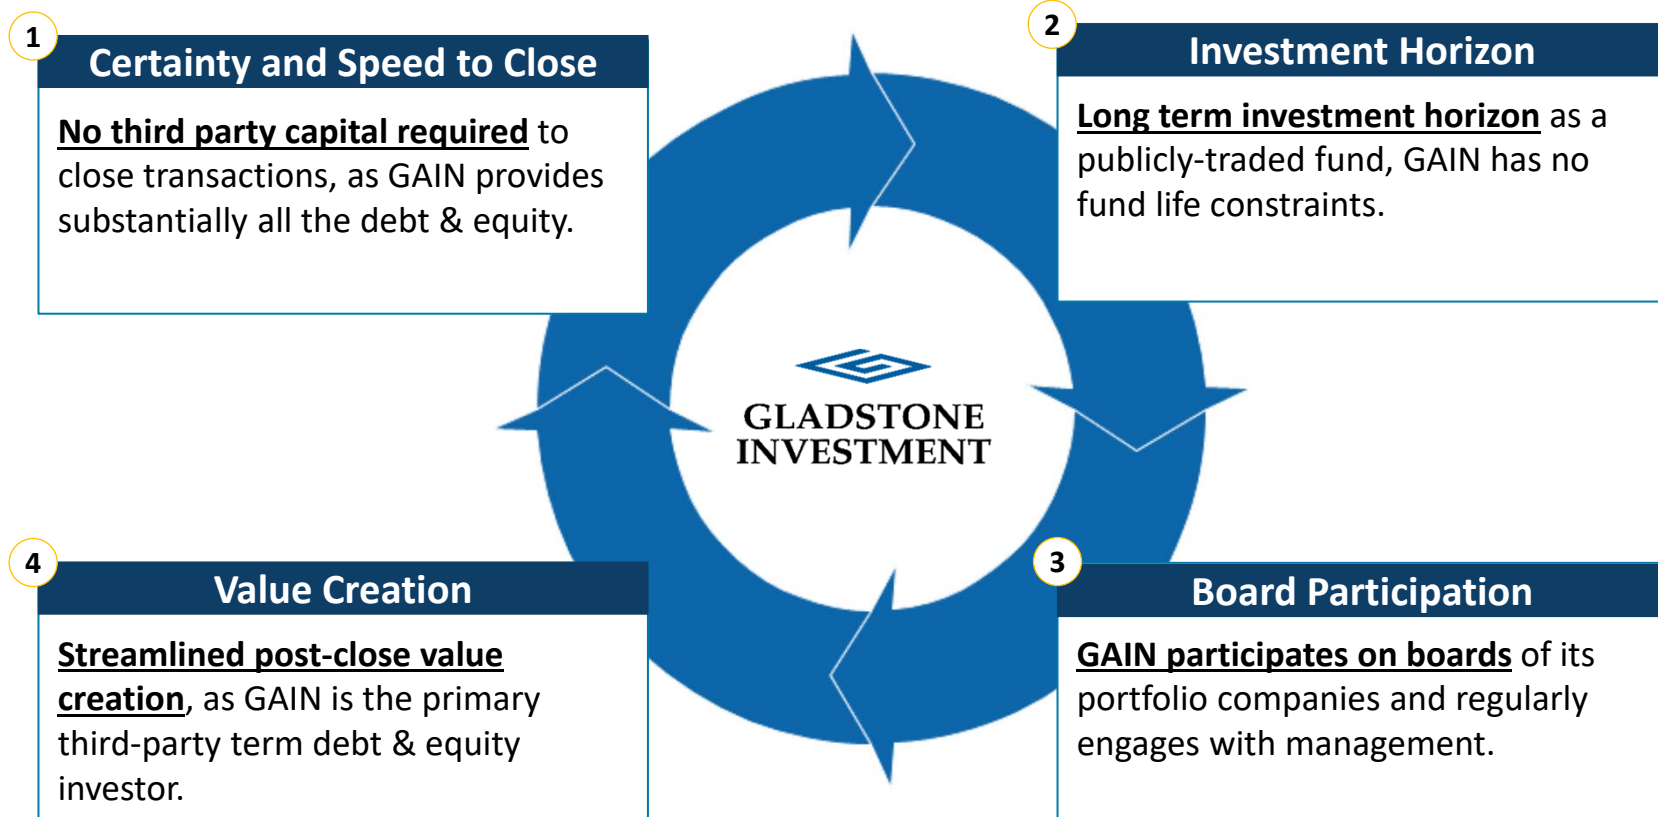 1
Certainty and Speed to Close
No third party capital required to
close transactions, as GAIN provides
substantially all the debt & equity.
2
Investment Horizon
Long term investment horizon as a
publicly-traded fund, GAIN has no
fund life constraints.
GLADSTONE
INVESTMENT
4
Value Creation
Streamlined post-close value
creation, as GAIN is the primary
third-party term debt & equity
investor.
3
Board Participation
GAIN participates on boards of its
portfolio companies and regularly
engages with management.